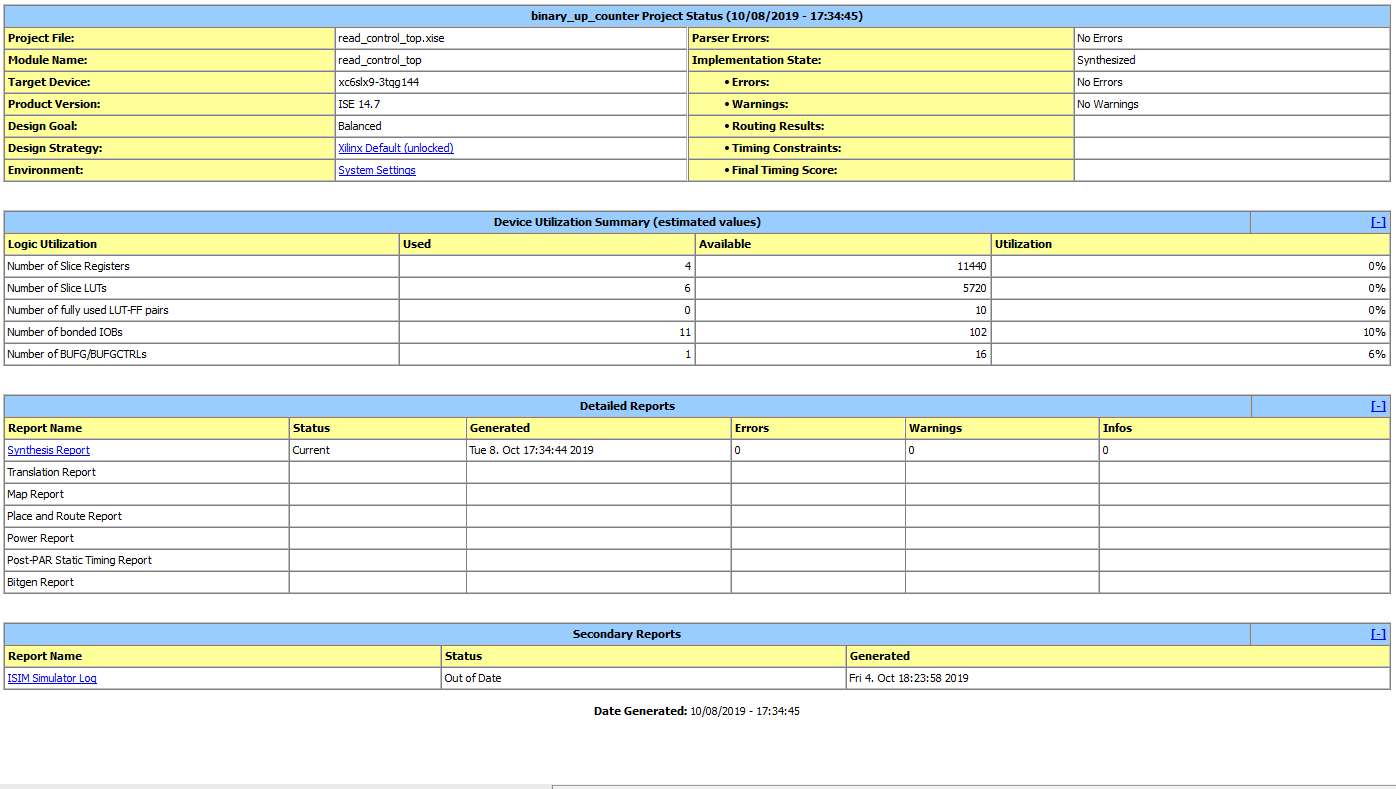 binary_up_counter Project Status (10/08/2019 - 17:34:45)
Project File: read_control_top.xise Parser Errors: No Errors
Module Name: read_control_top Implementation State: Synthesized
Target Device: xc6slx9-3tqg144 • Errors: No Errors
Product Version: ISE 14.7 • Warnings: No Warnings
Design Goal: Balanced • Routing Results:
Design Strategy: Xilinx Default (unlocked) • Timing Constraints:
Environment: System Settings • Final Timing Score:
Device Utilization Summary (estimated values) [-]
Logic Utilization Used Available Utilization
Number of Slice Registers 4 11440 0%
Number of Slice LUTs 6 5720 0%
Number of fully used LUT-FF pairs 0 10 0%
Number of bonded IOBs 11 102 10%
Number of BUFG/BUFGCTRLs 1 16 6%
Detailed Reports [-]
Report Name Status Generated Errors Warnings Infos
Synthesis Report Current Tue 8. Oct 17:34:44 2019 0 0 0
Translation Report
Map Report
Place and Route Report
Power Report
Post-PAR Static Timing Report
Bitgen Report
Secondary Reports [-]
Report Name Status Generated
ISIM Simulator Log Out of Date Fri 4. Oct 18:23:58 2019
Date Generated: 10/08/2019 - 17:34:45